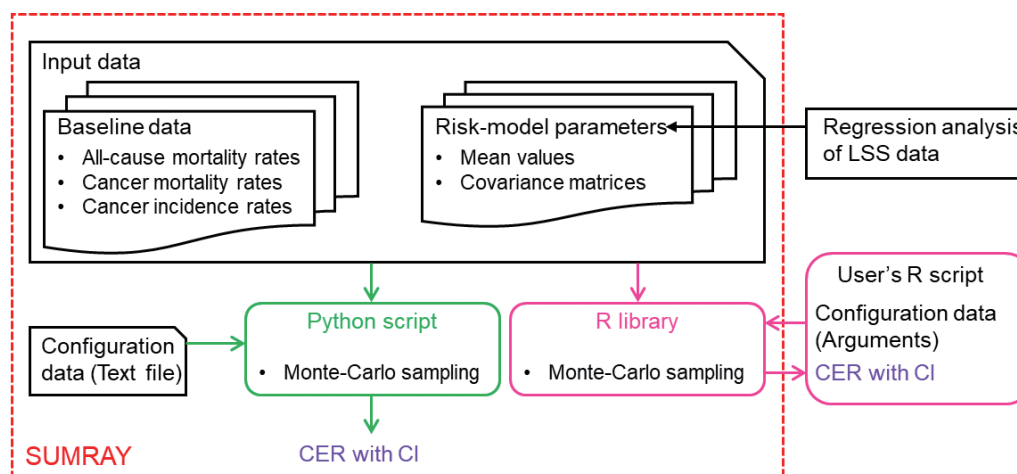 Input data
Baseline data
• All-cause mortality rates
• Cancer mortality rates
• Cancer incidence rates
Risk-model parameters
• Mean values
• Covariance matrices
Regression analysis
of LSS data
Python script
• Monte-Carlo sampling
R library
• Monte-Carlo sampling
User's R script
Configuration data
(Arguments)
CER with CI
Configuration
data (Text file)
CER with CI
SUMRAY